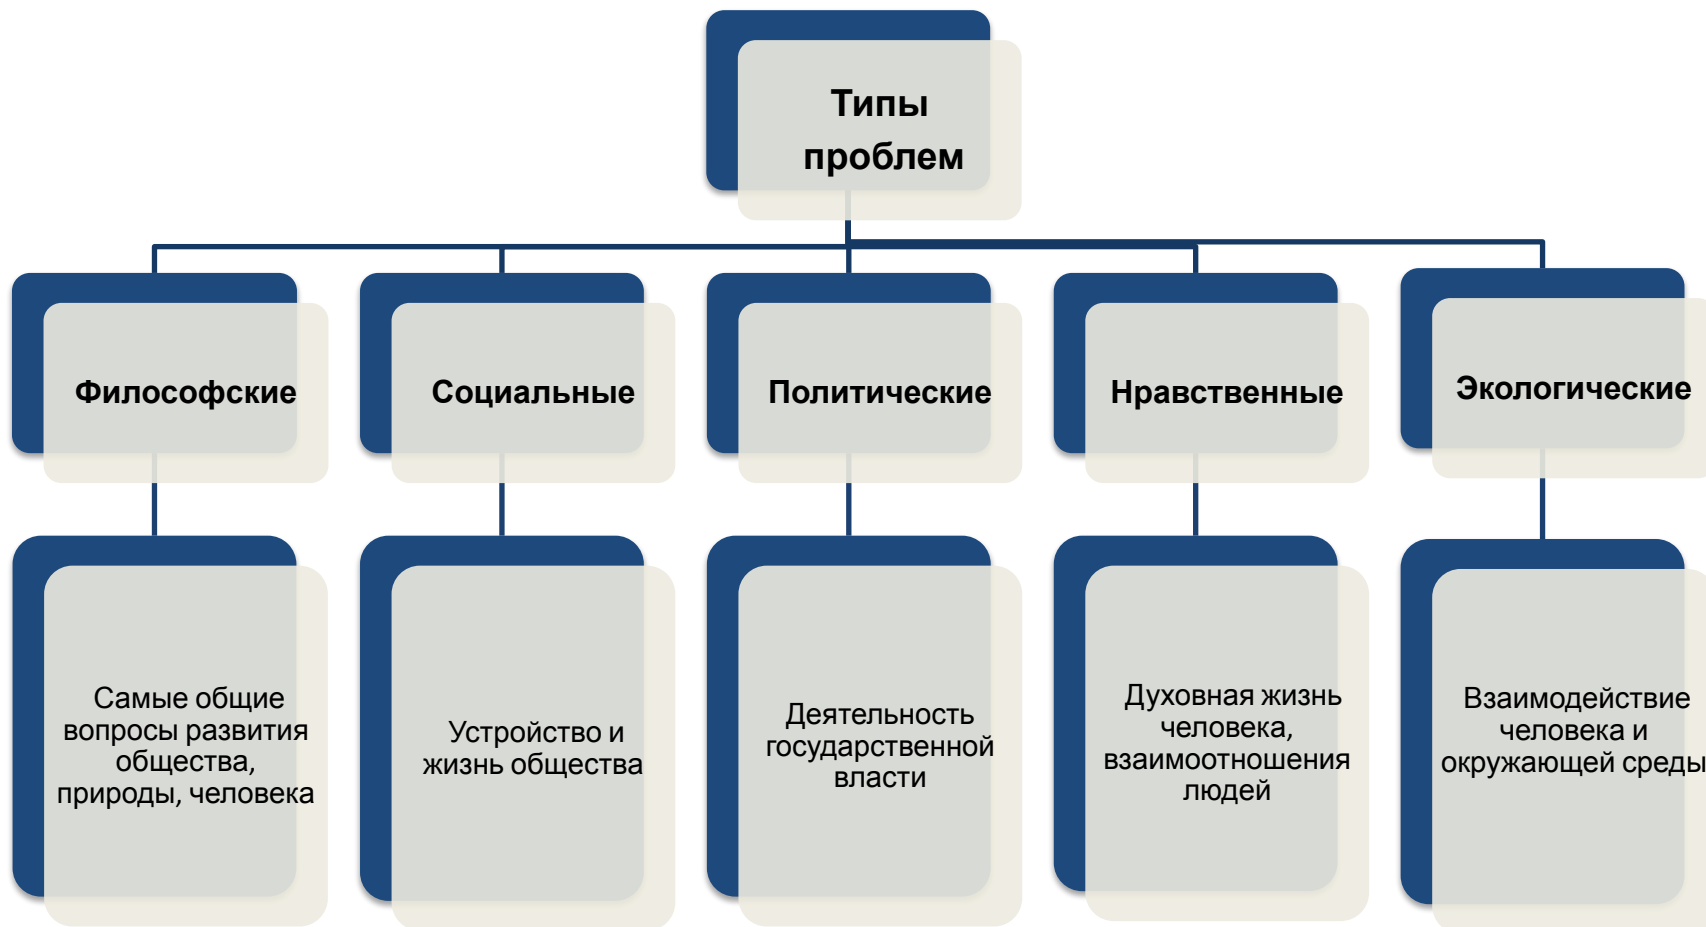 Типы
проблем
Философские
Социальные
Политические
Нравственные
Экологические
Самые общие
вопросы развития
общества,
природы, человека
Устройство и
жизнь общества
Деятельность
государственной
власти
Духовная жизнь
человека,
взаимоотношения
людей
Взаимодействие
человека и
окружающей среды